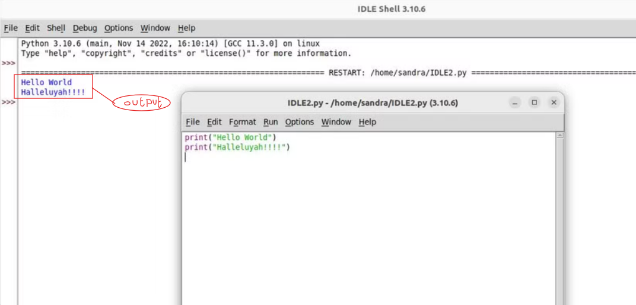 IDLE Shell 3.10.6
File Edit Shell Debug Options Window Help
Python 3.10.6 (main, Nov 14 2022, 16:10:14) [GCC 11.3.0] on linux
Type "help", "copyright", "credits" or "license()" for more information.
>>>
RESTART: /home/sandra/IDLE2.py
Hello World
Halleluyah!!!!
>>>
output
IDLE2.py - /home/sandra/IDLE2.py (3.10.6)
File Edit Format Run Options Window Help
print("Hello World")
print("Halleluyah!!!!")